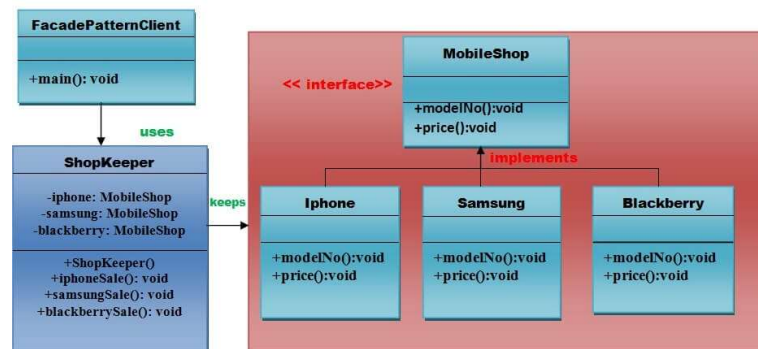 FacadePatternClient
+main(): void
uses
ShopKeeper
-iphone: MobileShop
-samsung: MobileShop
-blackberry: MobileShop
+ShopKeeper()
+iphoneSale(): void
+samsungSale(): void
+blackberrySale(): void
keeps
MobileShop
<< interface>>
+modelNo():void
+price():void
implements
Iphone
+modelNo():void
+price():void
Samsung
+modelNo():void
+price():void
Blackberry
+modelNo():void
+price():void